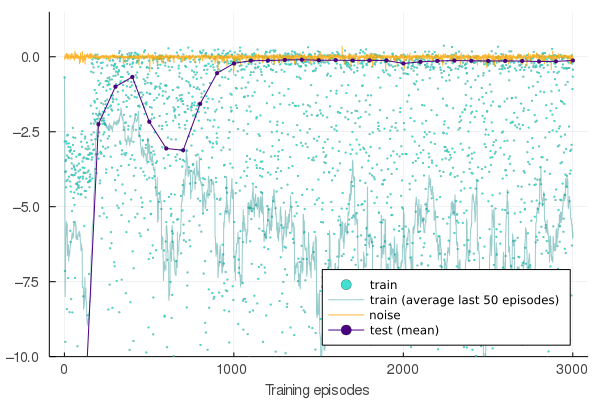 0.0
−2.5
−5.0
−7.5
−10.0
train
train (average last 50 episodes)
noise
test (mean)
0
1000
2000
3000
Training episodes